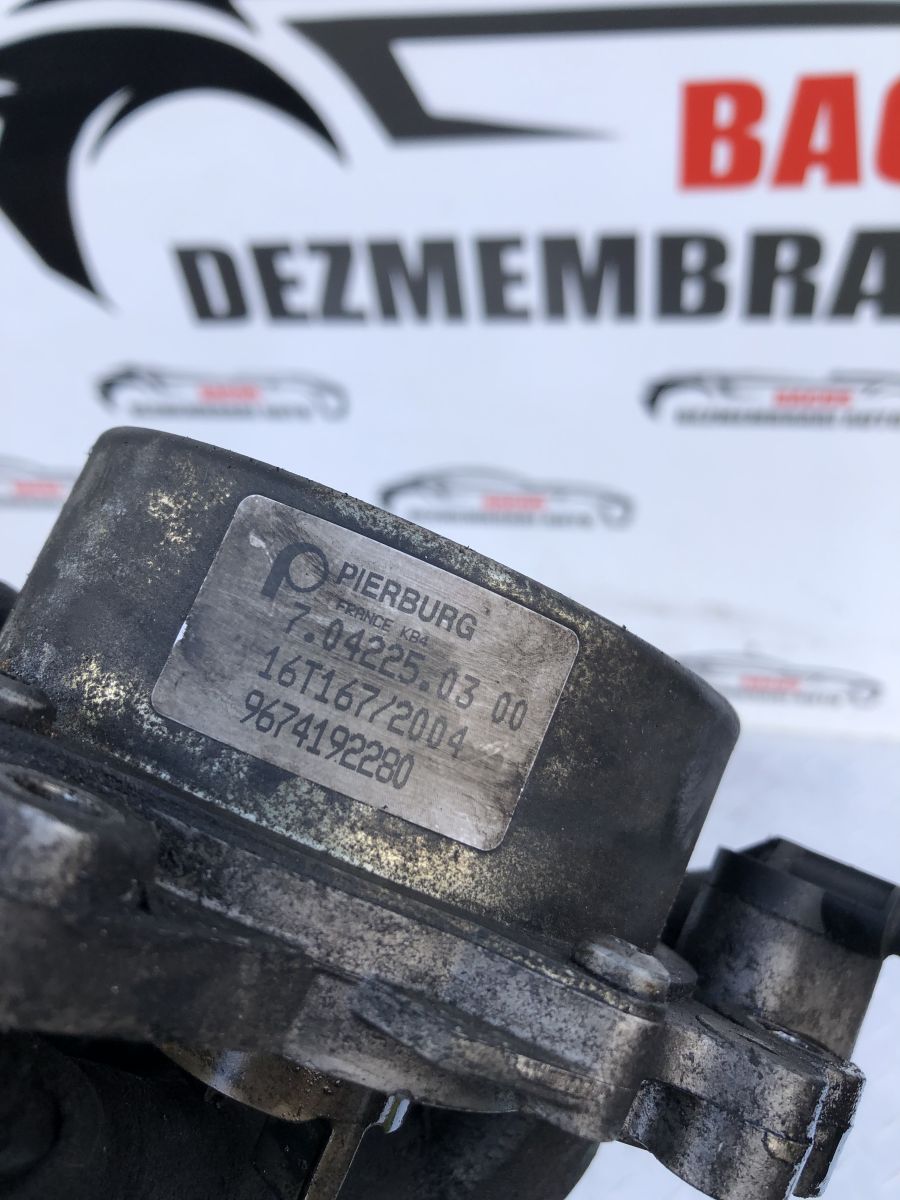 BAC
DEZMEMBRA
PIERBURG
FRANCE KB4
7.04225.03 00
16T167/2004
9674192280